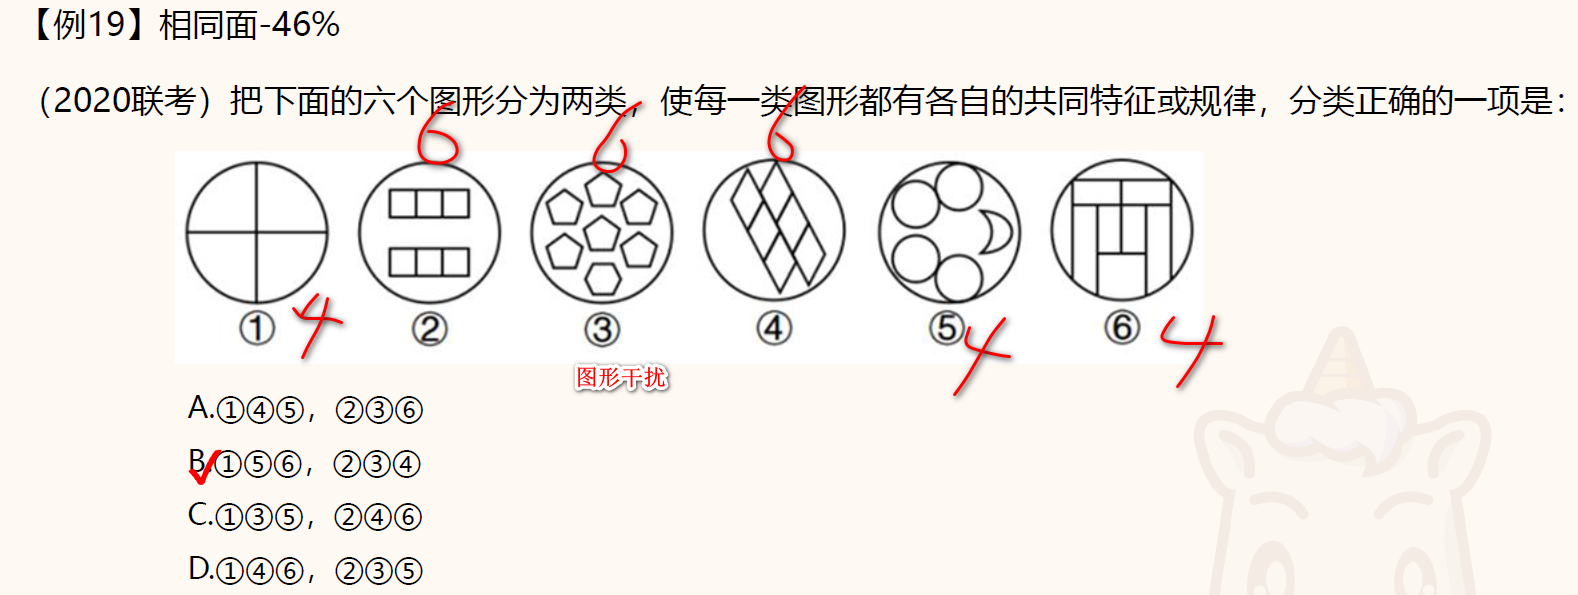 【例19】相同面-46%
（2020联考）把下面的六个图形分为两类，使每一类图形都有各自的共同特征或规律，分类正确的一项是：
6 6 6
① ② ③ ④ ⑤ ⑥
4 4 4
图形干扰
A.①④⑤，②③⑥
B.①⑤⑥，②③④
C.①③⑤，②④⑥
D.①④⑥，②③⑤